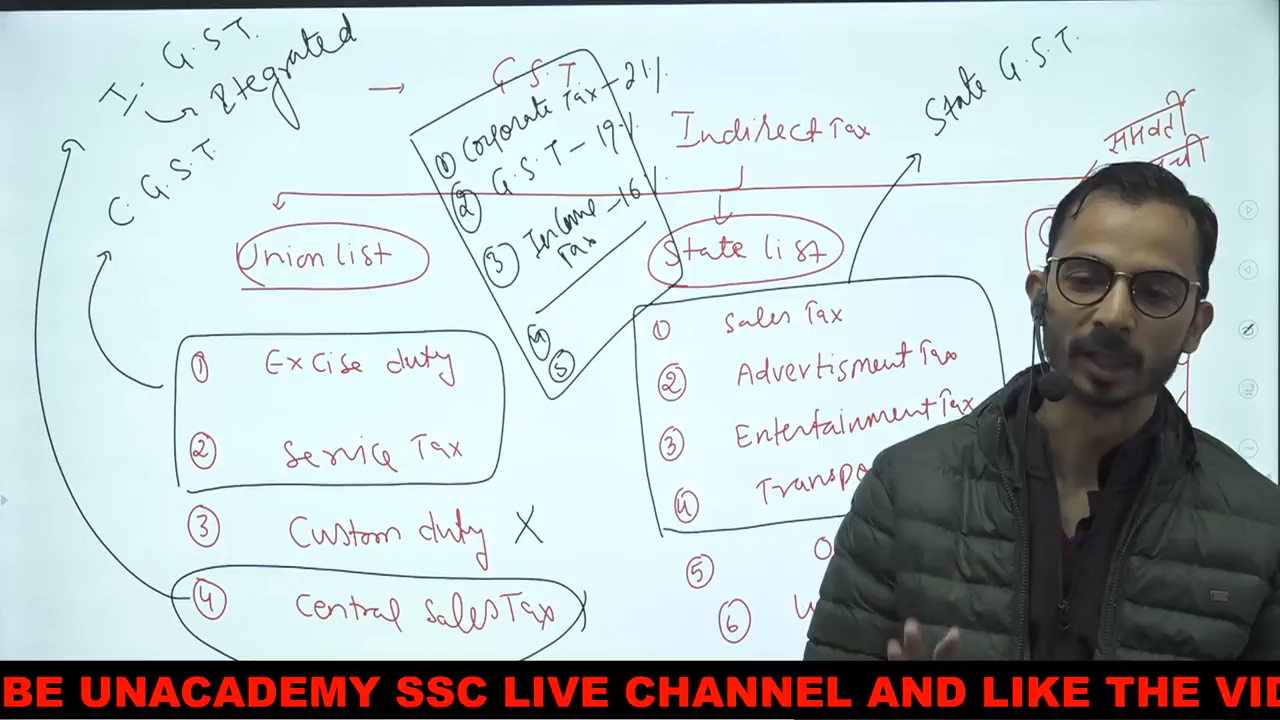 I. G.S.T.
Integrated
C. G.S.T.
→ G.S.T
① Corporate Tax - 21%
② G.S.T - 19%
③ Income Tax - 16%
④
⑤
Indirect Tax
State G.S.T.
समवर्ती
Union list
State list
① Excise duty
② Service Tax
③ Custom duty X
④ Central Sales Tax
① Sales Tax
② Advertisment Tax
③ Entertainment Tax
④ Transpo
⑤
⑥
BE UNACADEMY SSC LIVE CHANNEL AND LIKE THE VI